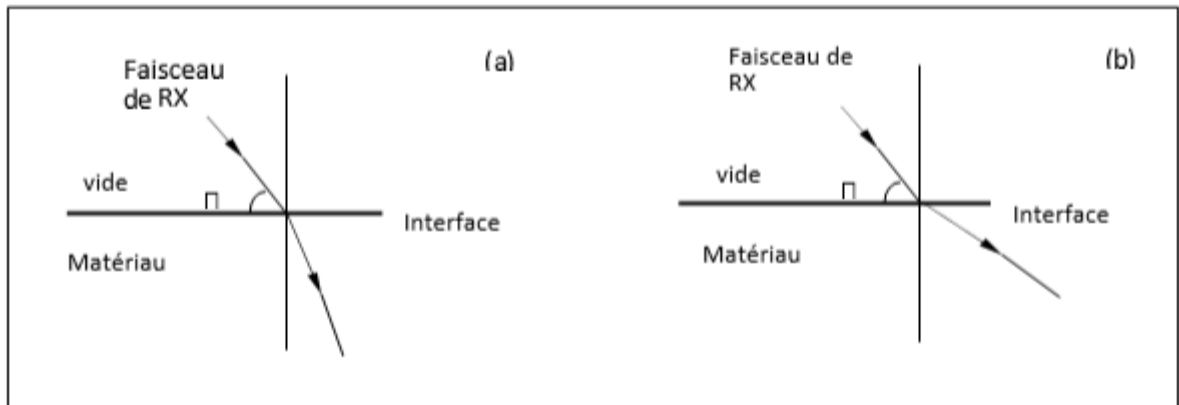 (a)
Faisceau
de RX
vide
Π
Interface
Matériau
(b)
Faisceau de
RX
vide
Π
Interface
Matériau